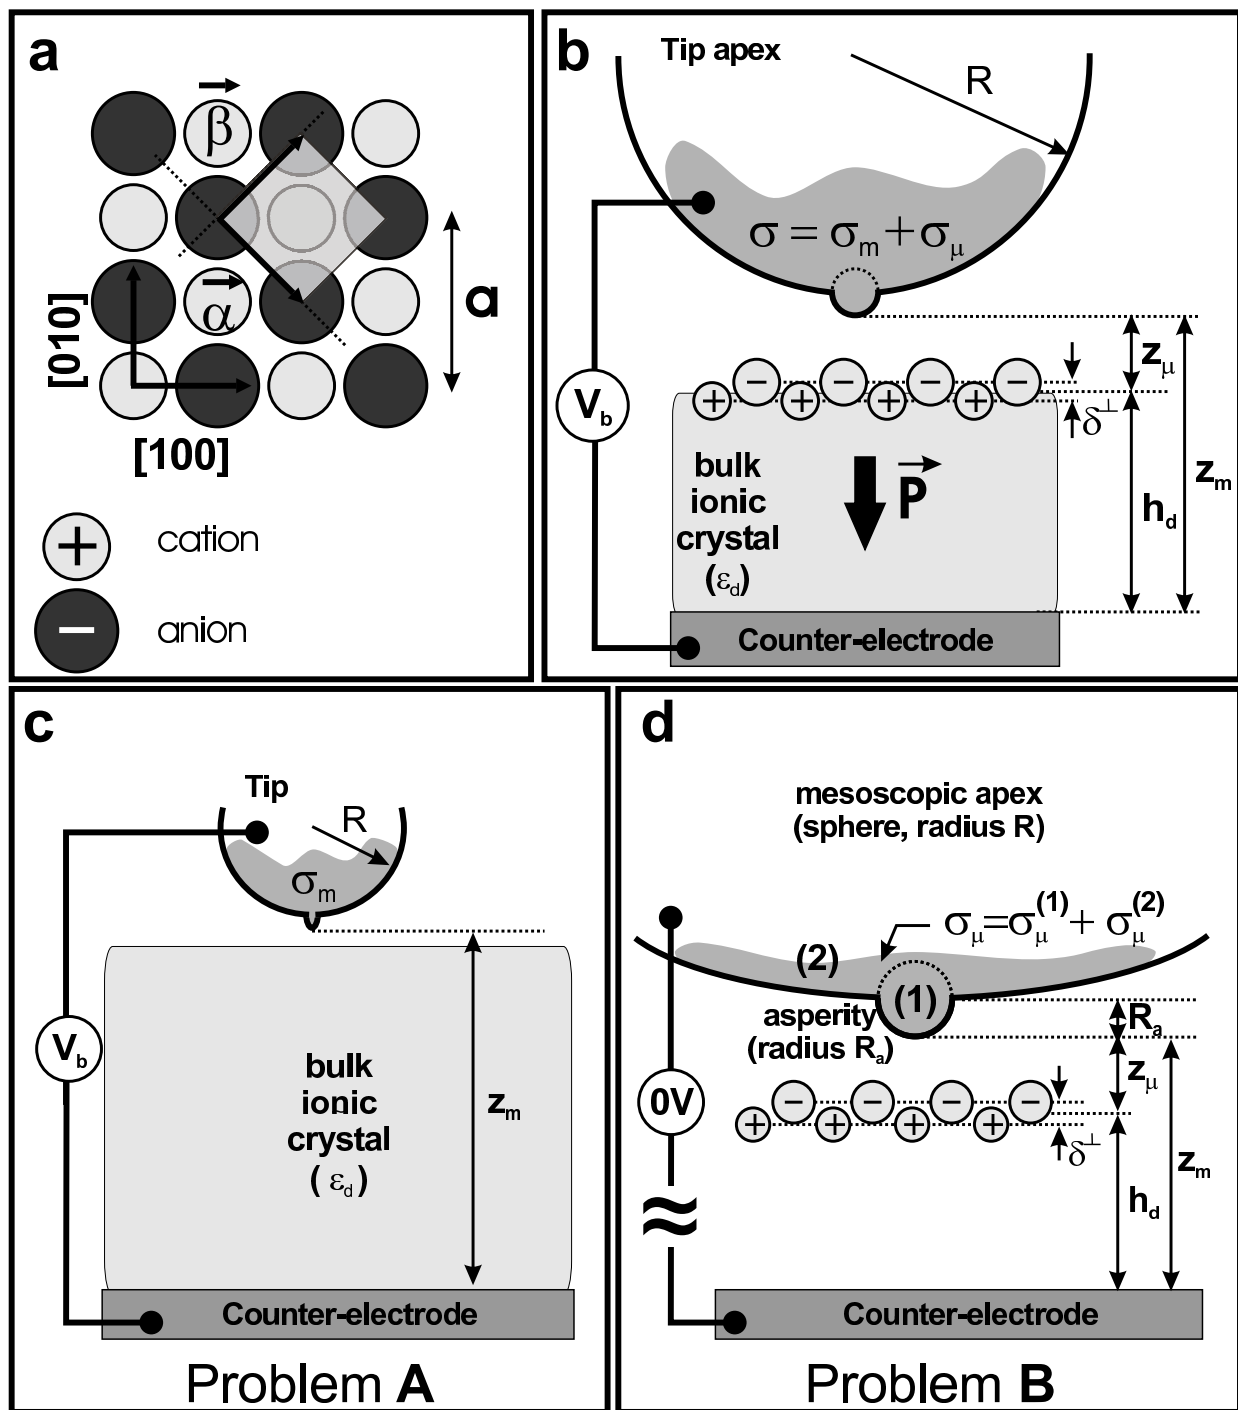 a
β
α
[010]
[100]
a
+ cation
− anion
b
Tip apex
R
σ = σm + σμ
Vb
− − − −
+ + + +
zμ
δ⊥
bulk
ionic
crystal
(εd)
P
hd
zm
Counter-electrode
c
Tip
R
σm
Vb
bulk
ionic
crystal
(εd)
zm
Counter-electrode
Problem A
d
mesoscopic apex
(sphere, radius R)
σμ=σμ(1)+ σμ(2)
(2)
(1)
asperity
(radius Ra)
Ra
zμ
0V
− − − −
+ + + +
δ⊥
zm
hd
≈
Counter-electrode
Problem B